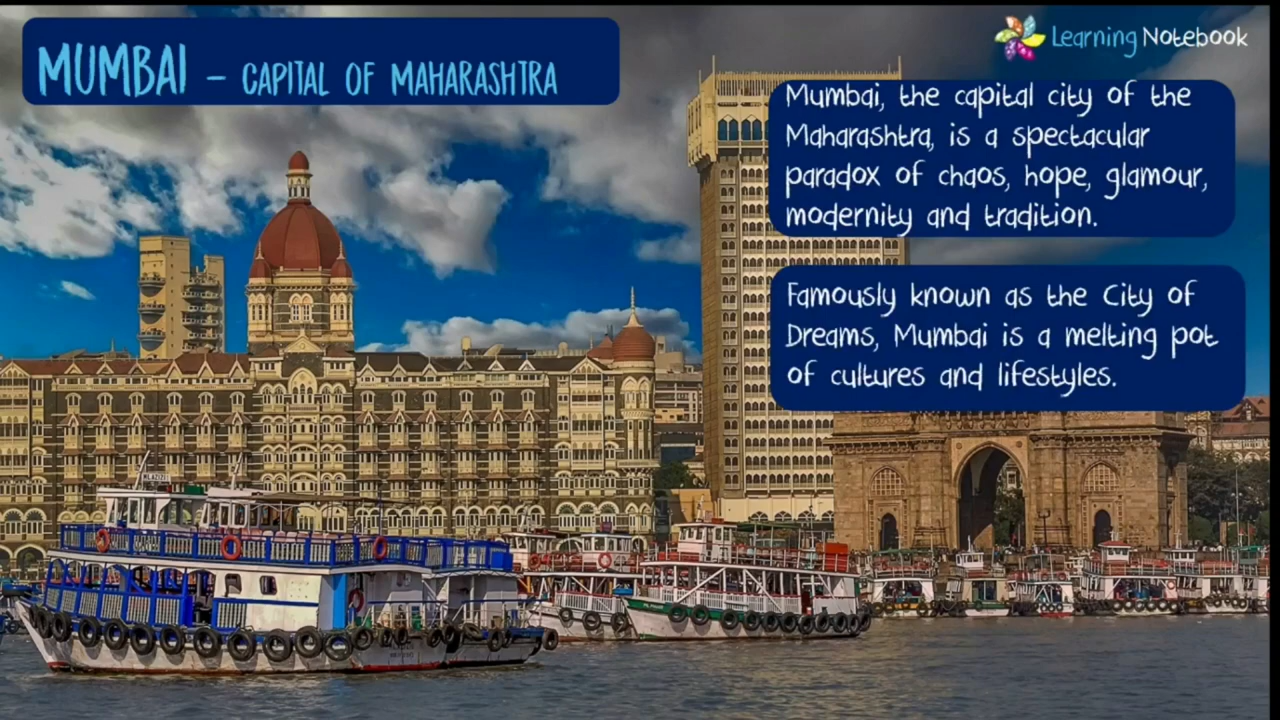 MUMBAI – CAPITAL OF MAHARASHTRA
Learning Notebook
Mumbai, the capital city of the
Maharashtra, is a spectacular
paradox of chaos, hope, glamour,
modernity and tradition.
Famously known as the City of
Dreams, Mumbai is a melting pot
of cultures and lifestyles.